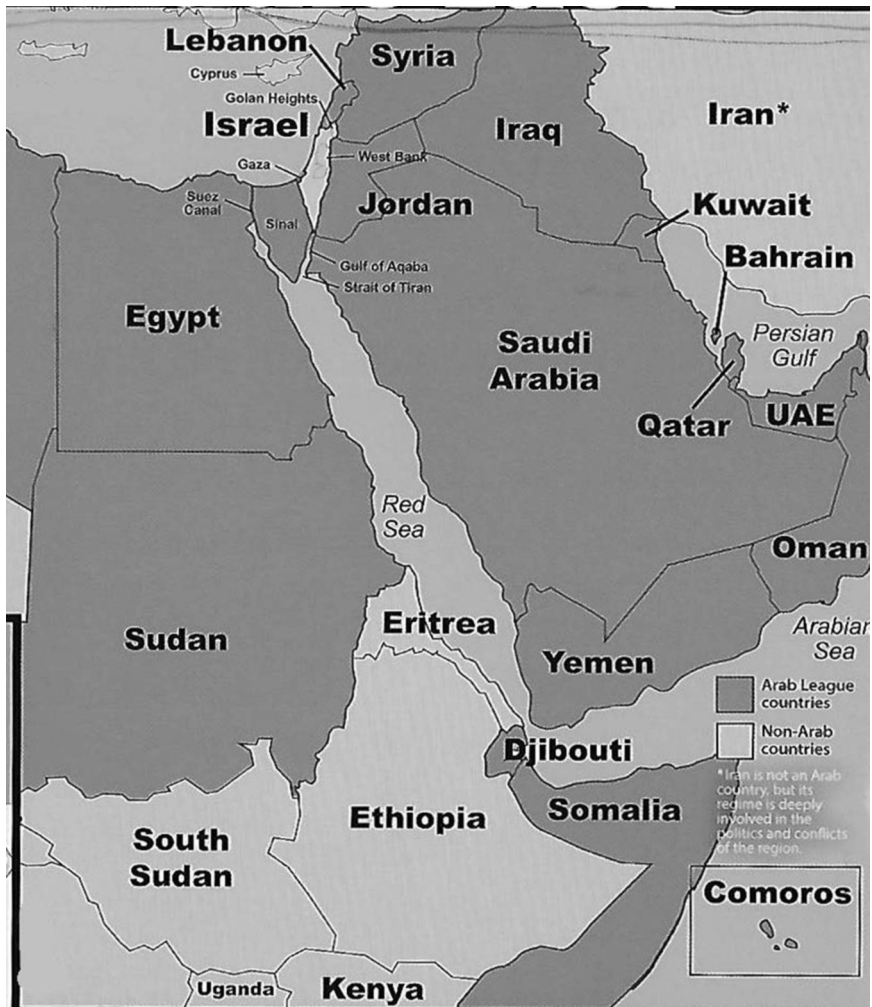 Lebanon
Syria
Cyprus
Golan Heights
Israel
Iraq
Iran*
Gaza
West Bank
Suez
Canal
Sinai
Jordan
Kuwait
Gulf of Aqaba
Bahrain
Strait of Tiran
Egypt
Saudi
Arabia
Persian
Gulf
Qatar
UAE
Red
Sea
Oman
Sudan
Eritrea
Yemen
Arabian
Sea
Arab League
countries
Non-Arab
countries
Djibouti
*Iran is not an Arab
country, but its
regime is deeply
involved in the
politics and conflicts
of the region.
Somalia
Ethiopia
South
Sudan
Comoros
Uganda
Kenya